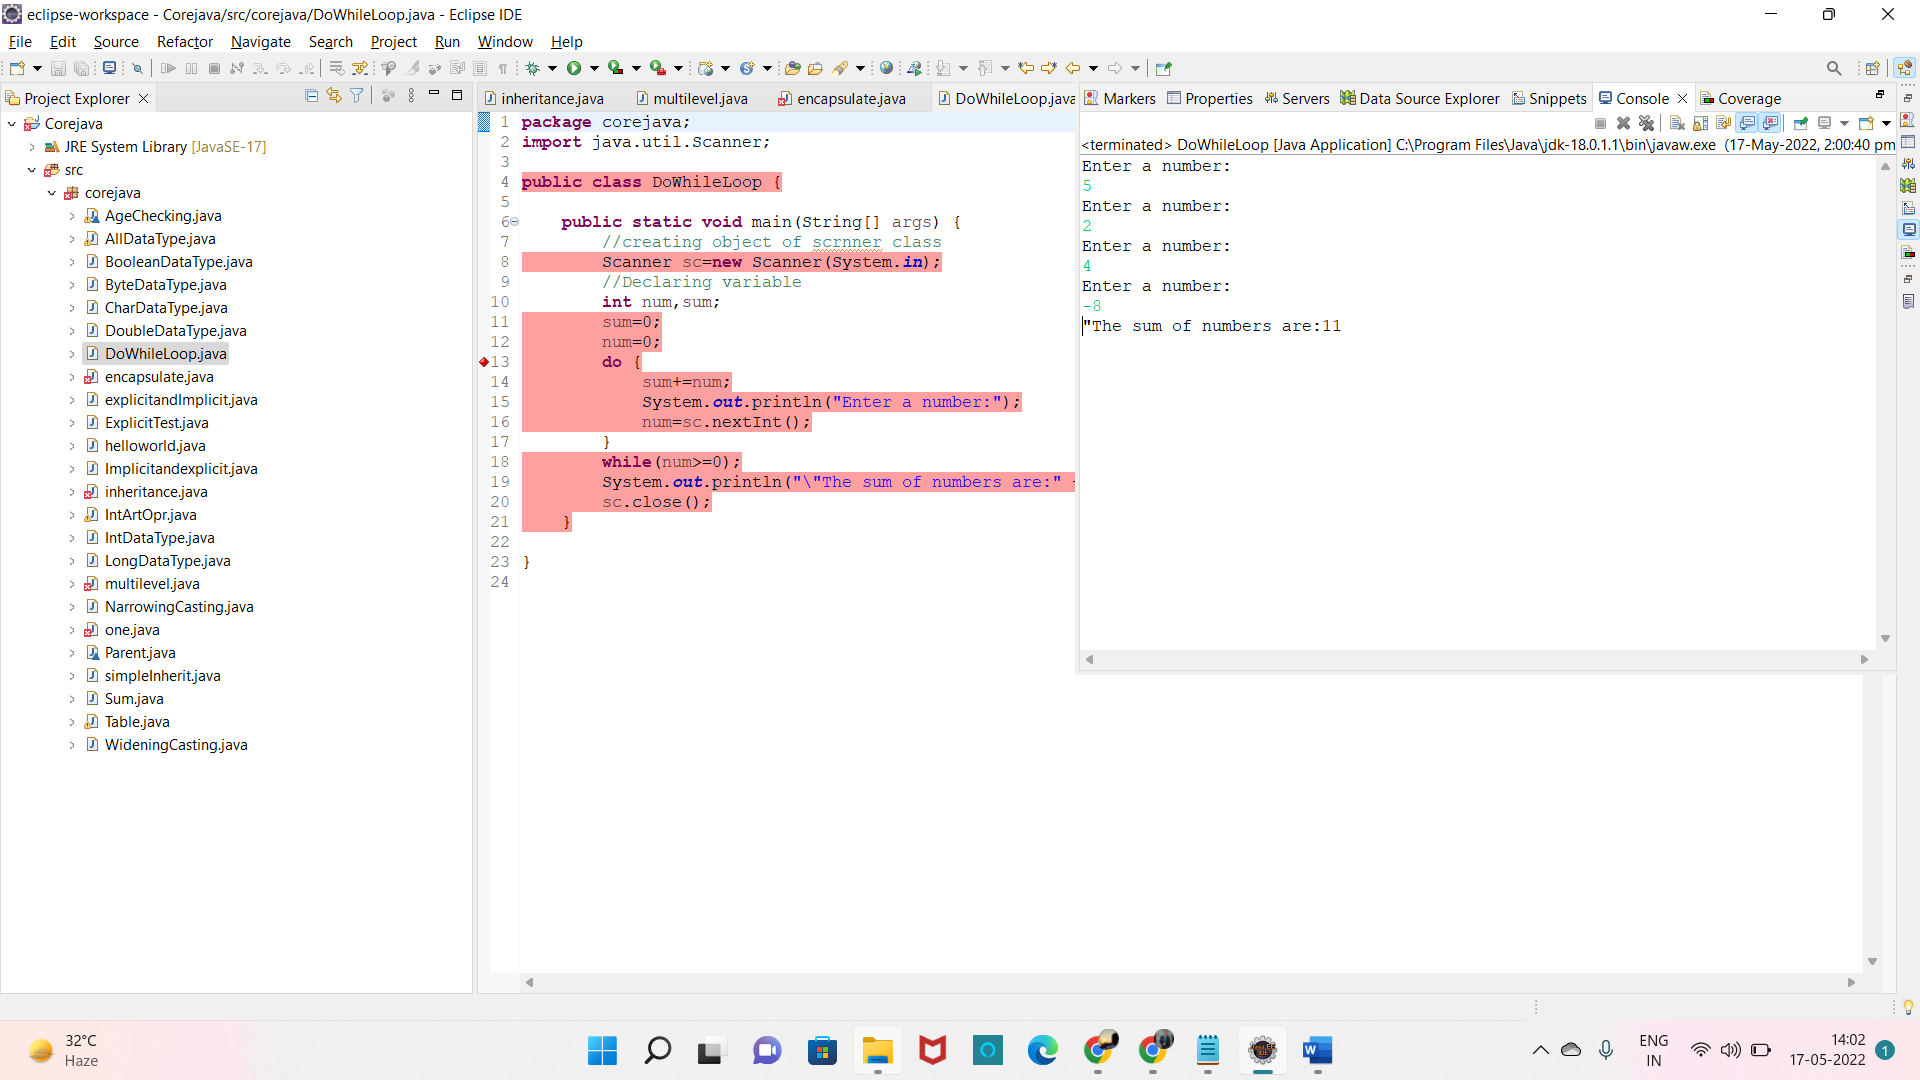 eclipse-workspace - Corejava/src/corejava/DoWhileLoop.java - Eclipse IDE
File Edit Source Refactor Navigate Search Project Run Window Help
Project Explorer
Corejava
JRE System Library [JavaSE-17]
src
corejava
AgeChecking.java
AllDataType.java
BooleanDataType.java
ByteDataType.java
CharDataType.java
DoubleDataType.java
DoWhileLoop.java
encapsulate.java
explicitandImplicit.java
ExplicitTest.java
helloworld.java
Implicitandexplicit.java
inheritance.java
IntArtOpr.java
IntDataType.java
LongDataType.java
multilevel.java
NarrowingCasting.java
one.java
Parent.java
simpleInherit.java
Sum.java
Table.java
WideningCasting.java
inheritance.java multilevel.java encapsulate.java DoWhileLoop.java
1 package corejava;
2 import java.util.Scanner;
3
4 public class DoWhileLoop {
5
6 public static void main(String[] args) {
7 //creating object of scrnner class
8 Scanner sc=new Scanner(System.in);
9 //Declaring variable
10 int num,sum;
11 sum=0;
12 num=0;
13 do {
14 sum+=num;
15 System.out.println("Enter a number:");
16 num=sc.nextInt();
17 }
18 while(num>=0);
19 System.out.println("\"The sum of numbers are:"
20 sc.close();
21 }
22
23 }
24
Markers Properties Servers Data Source Explorer Snippets Console Coverage
<terminated> DoWhileLoop [Java Application] C:\Program Files\Java\jdk-18.0.1.1\bin\javaw.exe (17-May-2022, 2:00:40 pm
Enter a number:
5
Enter a number:
2
Enter a number:
4
Enter a number:
-8
"The sum of numbers are:11
32°C
Haze
ENG
IN
14:02
17-05-2022
1